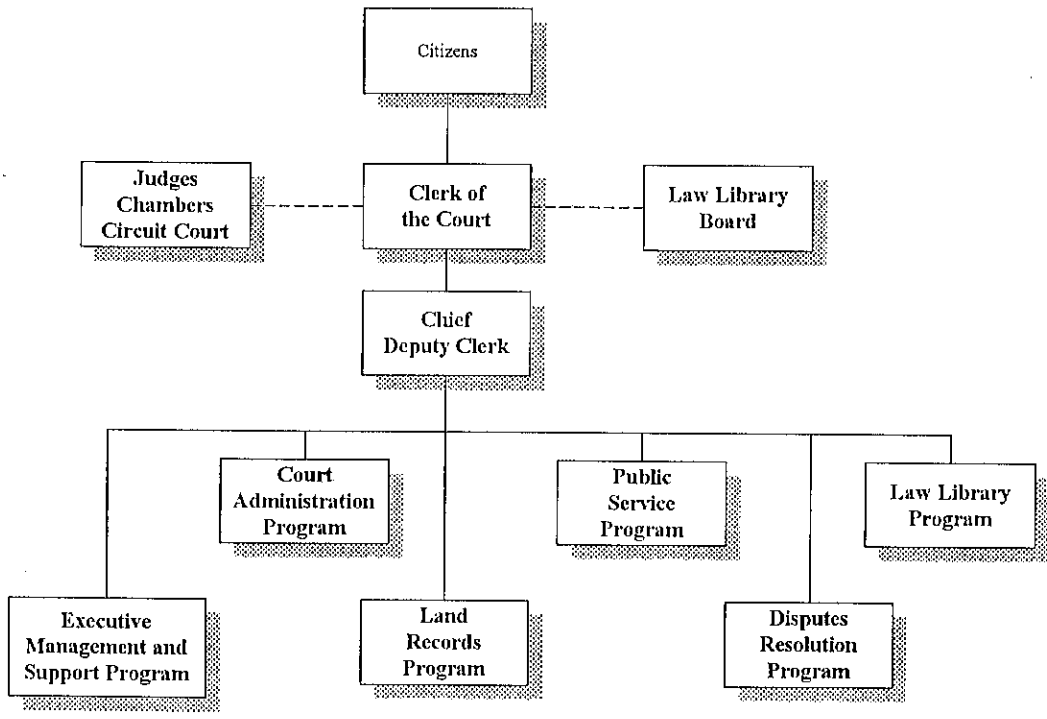 Citizens
Judges
Chambers
Circuit Court
Clerk of
the Court
Law Library
Board
Chief
Deputy Clerk
Court
Administration
Program
Public
Service
Program
Law Library
Program
Executive
Management and
Support Program
Land
Records
Program
Disputes
Resolution
Program